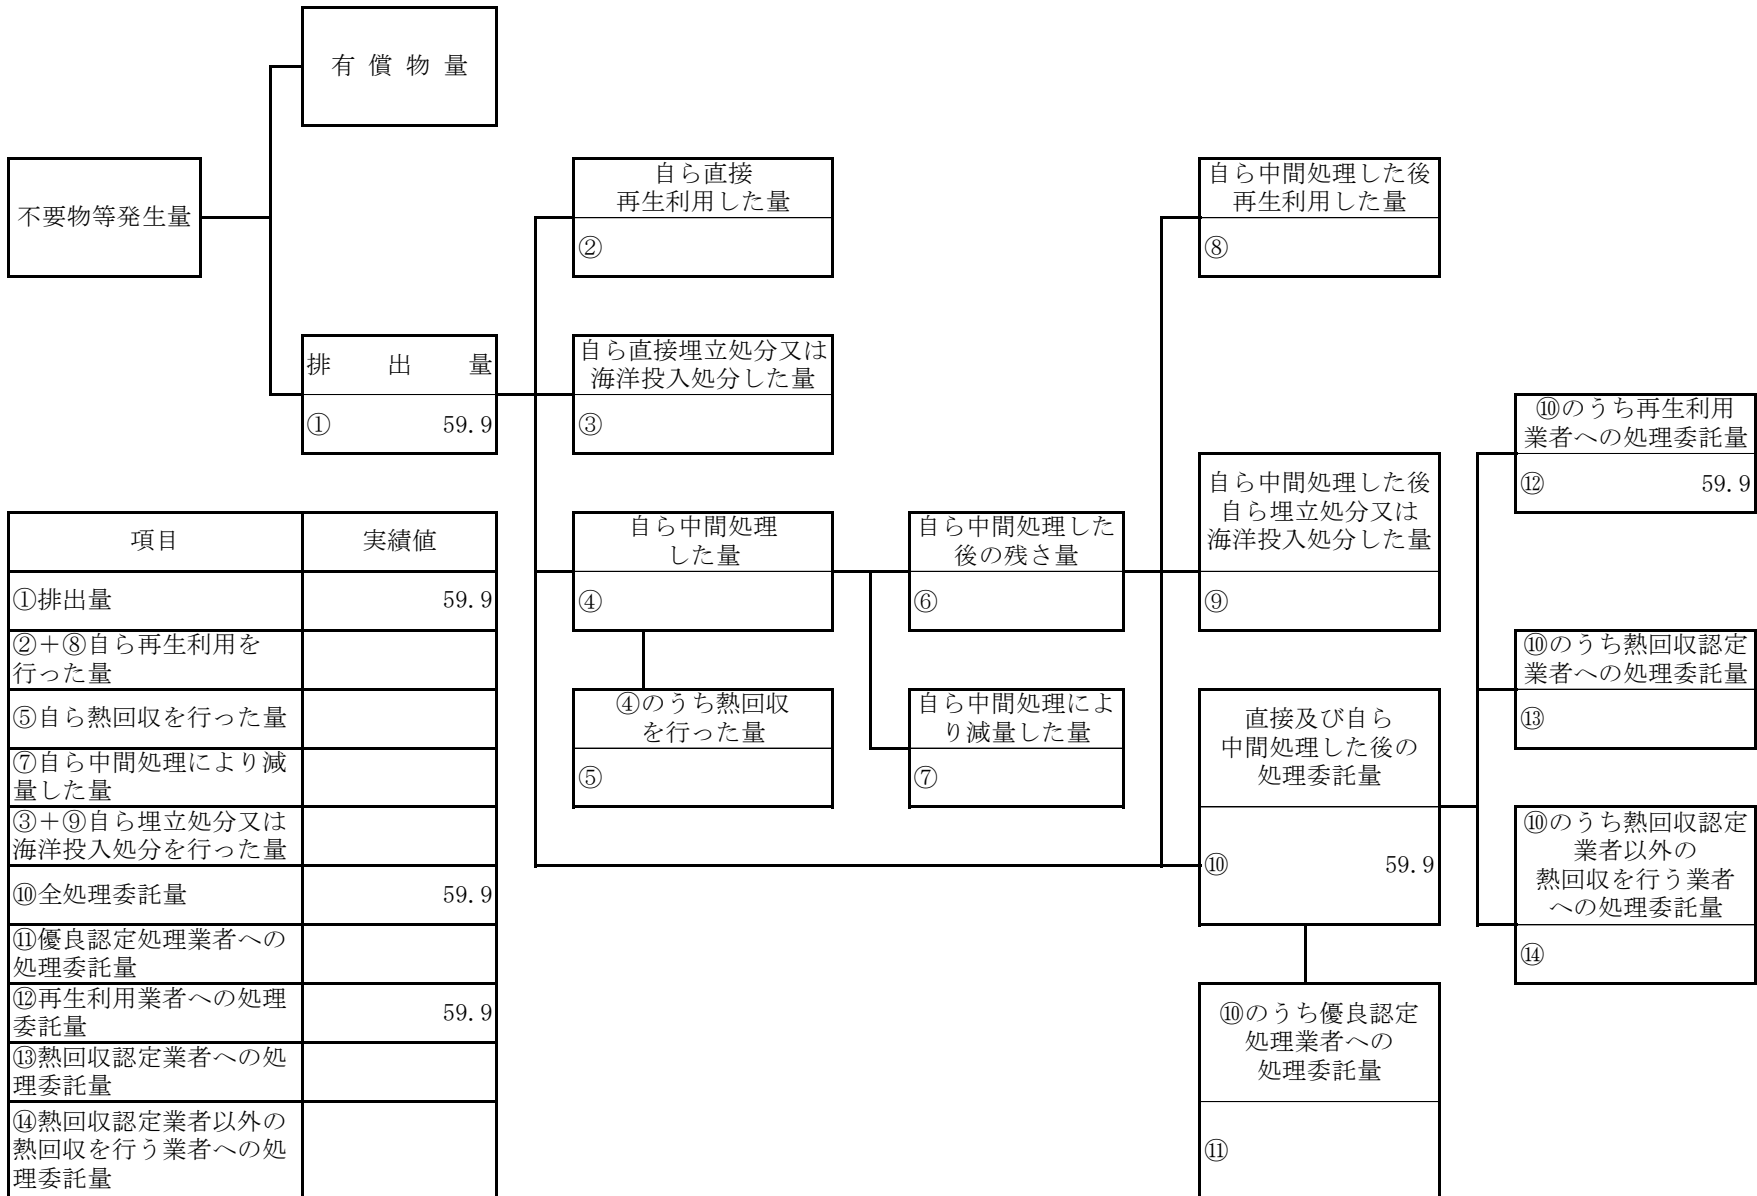 有償物量
不要物等発生量
自ら直接
再生利用した量
②
自ら中間処理した後
再生利用した量
⑧
排出量
① 59.9
自ら直接埋立処分又は
海洋投入処分した量
③
⑩のうち再生利用
業者への処理委託量
⑫ 59.9
自ら中間処理した後
自ら埋立処分又は
海洋投入処分した量
⑨
自ら中間処理
した量
④
自ら中間処理した
後の残さ量
⑥
⑩のうち熱回収認定
業者への処理委託量
⑬
④のうち熱回収
を行った量
⑤
自ら中間処理によ
り減量した量
⑦
直接及び自ら
中間処理した後の
処理委託量
⑩ 59.9
⑩のうち熱回収認定
業者以外の
熱回収を行う業者
への処理委託量
⑭
⑩のうち優良認定
処理業者への
処理委託量
⑪
項目 実績値
①排出量 59.9
②＋⑧自ら再生利用を
行った量
⑤自ら熱回収を行った量
⑦自ら中間処理により減
量した量
③＋⑨自ら埋立処分又は
海洋投入処分を行った量
⑩全処理委託量 59.9
⑪優良認定処理業者への
処理委託量
⑫再生利用業者への処理
委託量 59.9
⑬熱回収認定業者への処
理委託量
⑭熱回収認定業者以外の
熱回収を行う業者への処
理委託量